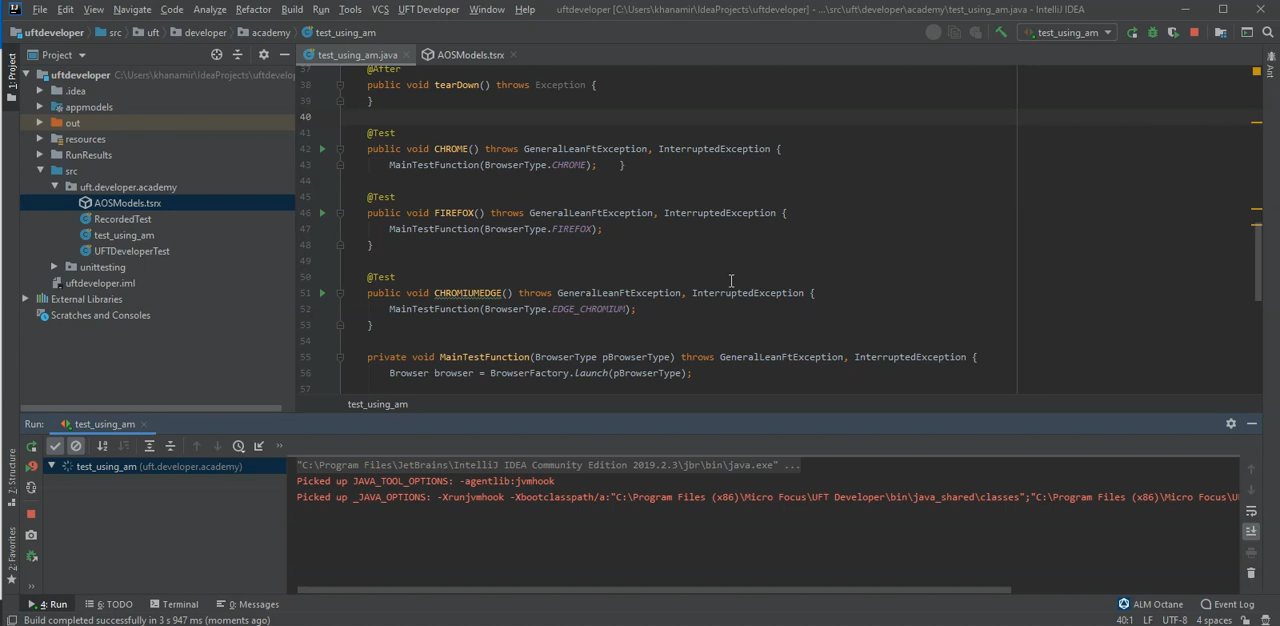 File Edit View Navigate Code Analyze Refactor Build Run Tools VCS UFT Developer Window Help uftdeveloper [C:\Users\khanamir\IdeaProjects\uftdeveloper] - ...\src\uft\developer\academy\test_using_am.java - IntelliJ IDEA
uftdeveloper src uft developer academy test_using_am test_using_am
Project test_using_am.java AOSModels.tsrx
1: Project
Ant
uftdeveloper C:\Users\khanamir\IdeaProjects\uftdevelop
.idea
appmodels
out
resources
RunResults
src
uft.developer.academy
AOSModels.tsrx
RecordedTest
test_using_am
UFTDeveloperTest
unittesting
uftdeveloper.iml
External Libraries
Scratches and Consoles
37 @After
38 public void tearDown() throws Exception {
39 }
40
41 @Test
42 public void CHROME() throws GeneralLeanFtException, InterruptedException {
43 MainTestFunction(BrowserType.CHROME); }
44
45 @Test
46 public void FIREFOX() throws GeneralLeanFtException, InterruptedException {
47 MainTestFunction(BrowserType.FIREFOX);
48 }
49
50 @Test
51 public void CHROMIUMEDGE() throws GeneralLeanFtException, InterruptedException {
52 MainTestFunction(BrowserType.EDGE_CHROMIUM);
53 }
54
55 private void MainTestFunction(BrowserType pBrowserType) throws GeneralLeanFtException, InterruptedException {
56 Browser browser = BrowserFactory.launch(pBrowserType);
57
test_using_am
Run: test_using_am
test_using_am (uft.developer.academy)
"C:\Program Files\JetBrains\IntelliJ IDEA Community Edition 2019.2.3\jbr\bin\java.exe" ...
Picked up JAVA_TOOL_OPTIONS: -agentlib:jvmhook
Picked up _JAVA_OPTIONS: -Xrunjvmhook -Xbootclasspath/a:"C:\Program Files (x86)\Micro Focus\UFT Developer\bin\java_shared\classes";"C:\Program Files (x86)\Micro Focus\U
7: Structure
2: Favorites
4: Run 6: TODO Terminal 0: Messages ALM Octane Event Log
Build completed successfully in 3 s 947 ms (moments ago) 40:1 LF UTF-8 4 spaces